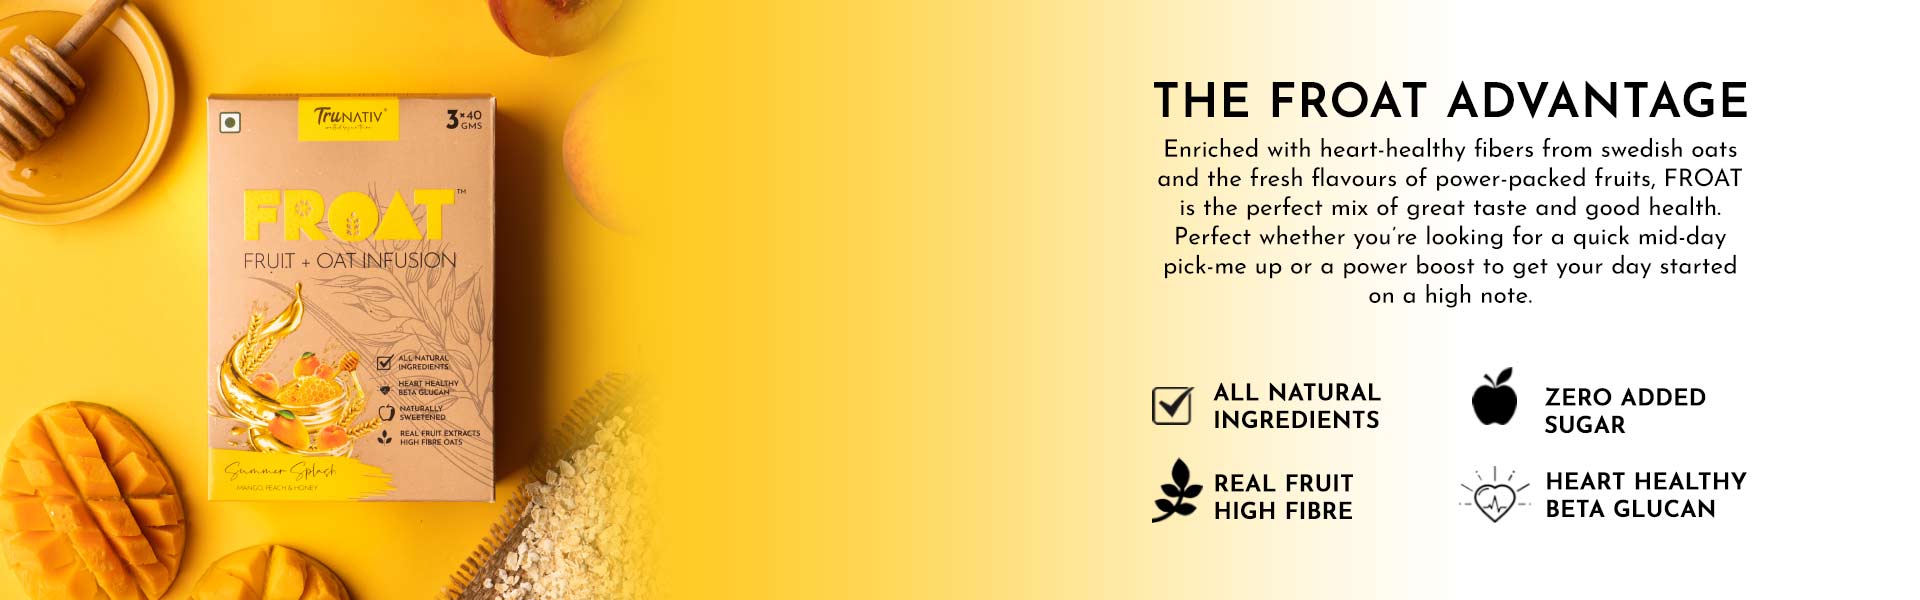 TruNATIV®
3×40
GMS
FROAT™
FRUIT + OAT INFUSION
ALL NATURAL
INGREDIENTS
HEART HEALTHY
BETA GLUCAN
NATURALLY
SWEETENED
REAL FRUIT EXTRACTS
HIGH FIBRE OATS
Summer Splash
MANGO, PEACH & HONEY
THE FROAT ADVANTAGE
Enriched with heart-healthy fibers from swedish oats
and the fresh flavours of power-packed fruits, FROAT
is the perfect mix of great taste and good health.
Perfect whether you're looking for a quick mid-day
pick-me up or a power boost to get your day started
on a high note.
ALL NATURAL
INGREDIENTS
ZERO ADDED
SUGAR
REAL FRUIT
HIGH FIBRE
HEART HEALTHY
BETA GLUCAN